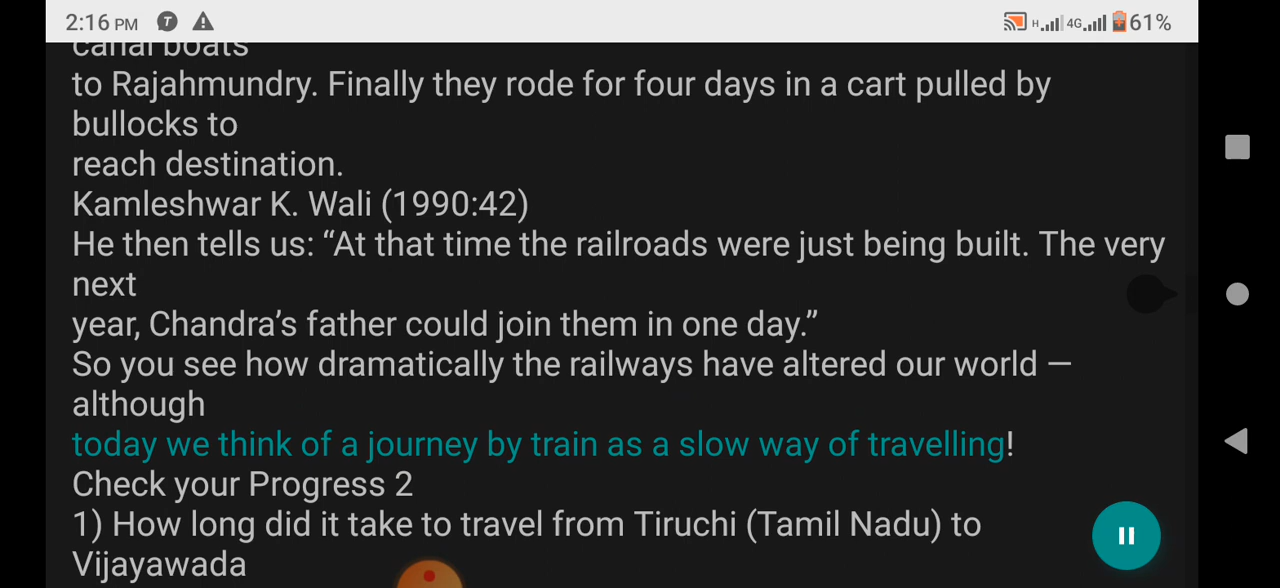 2:16 PM
H 4G 61%
canal boats
to Rajahmundry. Finally they rode for four days in a cart pulled by
bullocks to
reach destination.
Kamleshwar K. Wali (1990:42)
He then tells us: “At that time the railroads were just being built. The very
next
year, Chandra’s father could join them in one day.”
So you see how dramatically the railways have altered our world —
although
today we think of a journey by train as a slow way of travelling!
Check your Progress 2
1) How long did it take to travel from Tiruchi (Tamil Nadu) to
Vijayawada